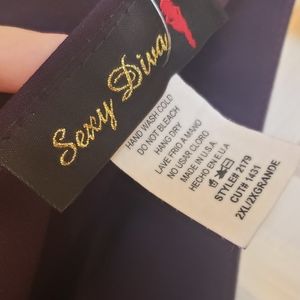 Sexy Diva
HAND WASH COLD
DO NOT BLEACH
HANG DRY
LAVE FRIO A MANO
NO USAR CLORO
MADE IN U.S.A.
HECHO EN E.U.A
STYLE# 2179
CUT# 1431
2XL/2XGRANDE